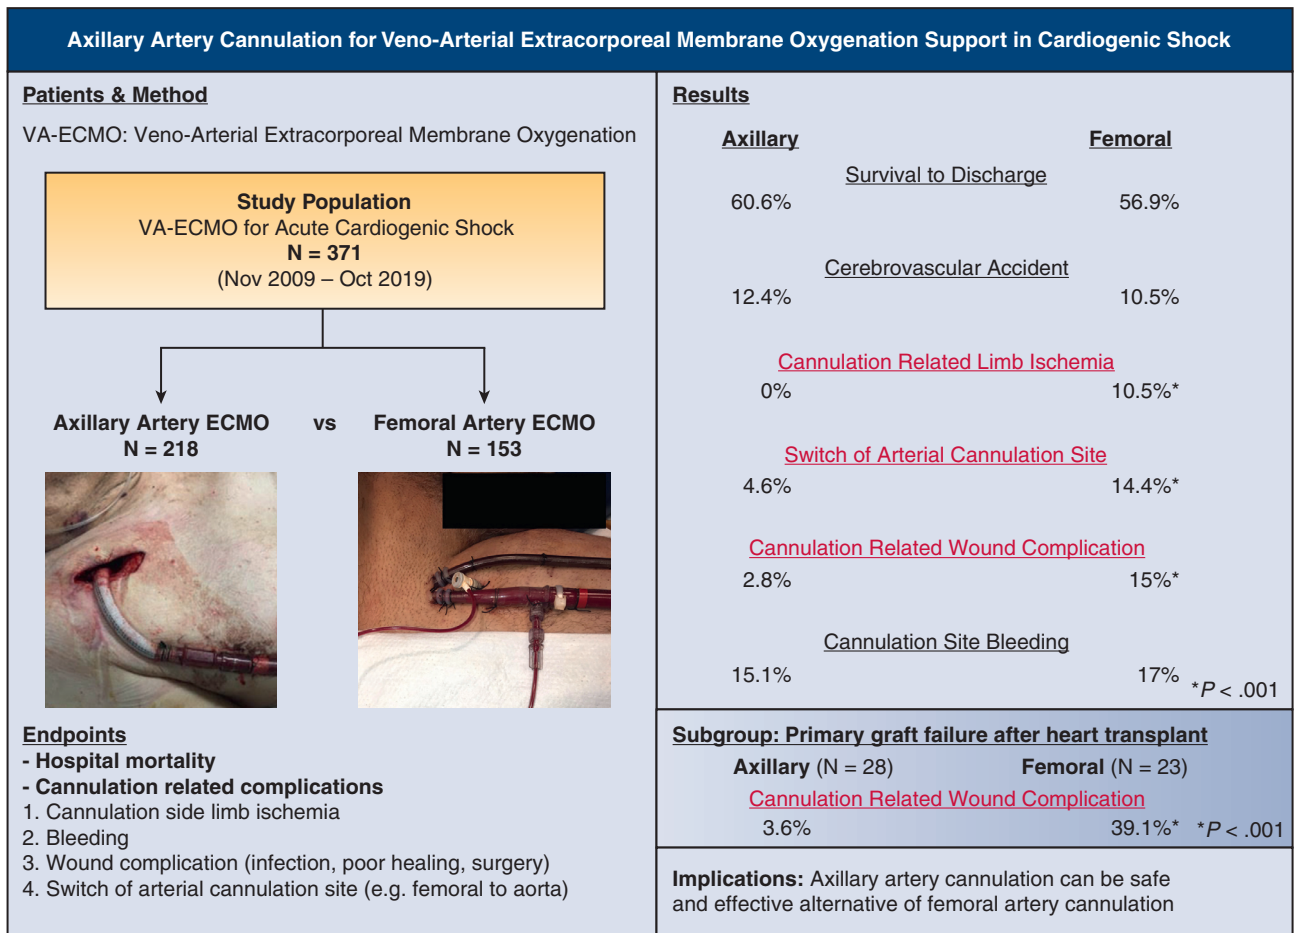 Axillary Artery Cannulation for Veno-Arterial Extracorporeal Membrane Oxygenation Support in Cardiogenic Shock
Patients & Method
VA-ECMO: Veno-Arterial Extracorporeal Membrane Oxygenation
Study Population
VA-ECMO for Acute Cardiogenic Shock
N = 371
(Nov 2009 – Oct 2019)
Axillary Artery ECMO vs Femoral Artery ECMO
N = 218 N = 153
Endpoints
- Hospital mortality
- Cannulation related complications
1. Cannulation side limb ischemia
2. Bleeding
3. Wound complication (infection, poor healing, surgery)
4. Switch of arterial cannulation site (e.g. femoral to aorta)
Results
Axillary Femoral
Survival to Discharge
60.6% 56.9%
Cerebrovascular Accident
12.4% 10.5%
Cannulation Related Limb Ischemia
0% 10.5%*
Switch of Arterial Cannulation Site
4.6% 14.4%*
Cannulation Related Wound Complication
2.8% 15%*
Cannulation Site Bleeding
15.1% 17% *P < .001
Subgroup: Primary graft failure after heart transplant
Axillary (N = 28) Femoral (N = 23)
Cannulation Related Wound Complication
3.6% 39.1%* *P < .001
Implications: Axillary artery cannulation can be safe
and effective alternative of femoral artery cannulation